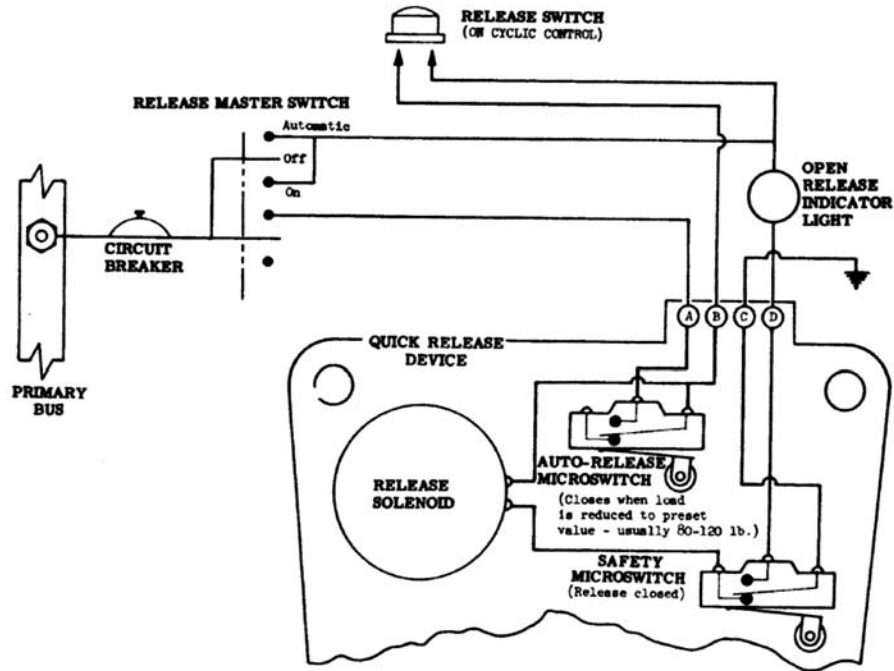 RELEASE SWITCH
(ON CYCLIC CONTROL)
RELEASE MASTER SWITCH
Automatic
Off
On
OPEN
RELEASE
INDICATOR
LIGHT
CIRCUIT
BREAKER
A B C D
QUICK RELEASE
DEVICE
PRIMARY
BUS
AUTO-RELEASE
MICROSWITCH
(Closes when load
is reduced to preset
value - usually 80-120 lb.)
RELEASE
SOLENOID
SAFETY
MICROSWITCH
(Release closed)